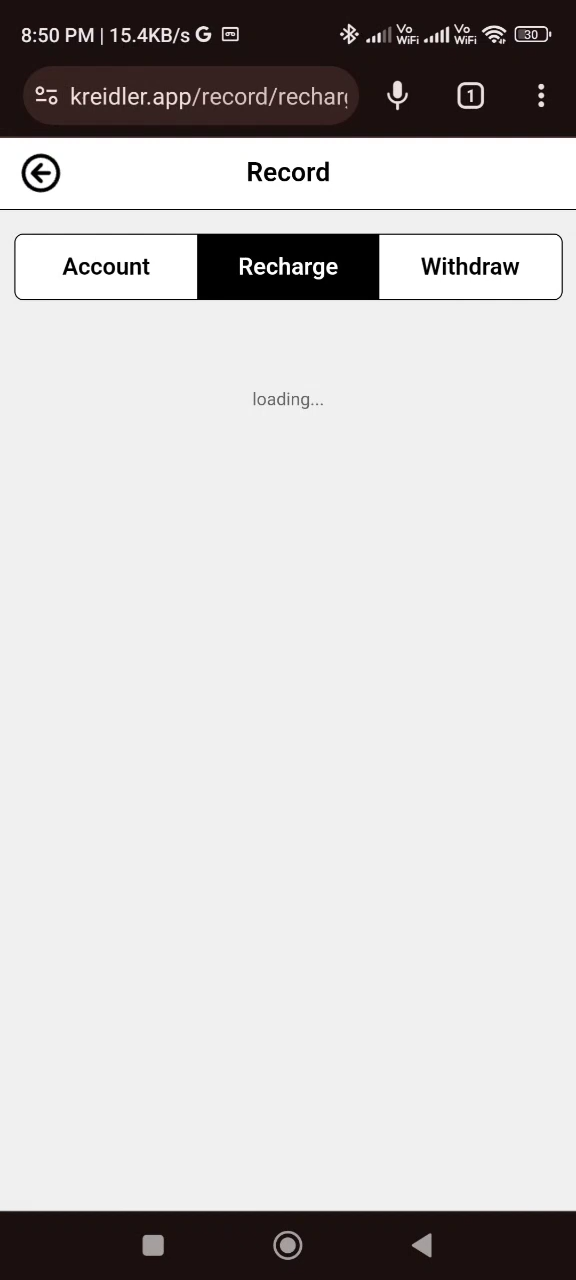 8:50 PM | 15.4KB/s G
Vo WiFi Vo WiFi 30
kreidler.app/record/recharg
1
Record
Account Recharge Withdraw
loading...